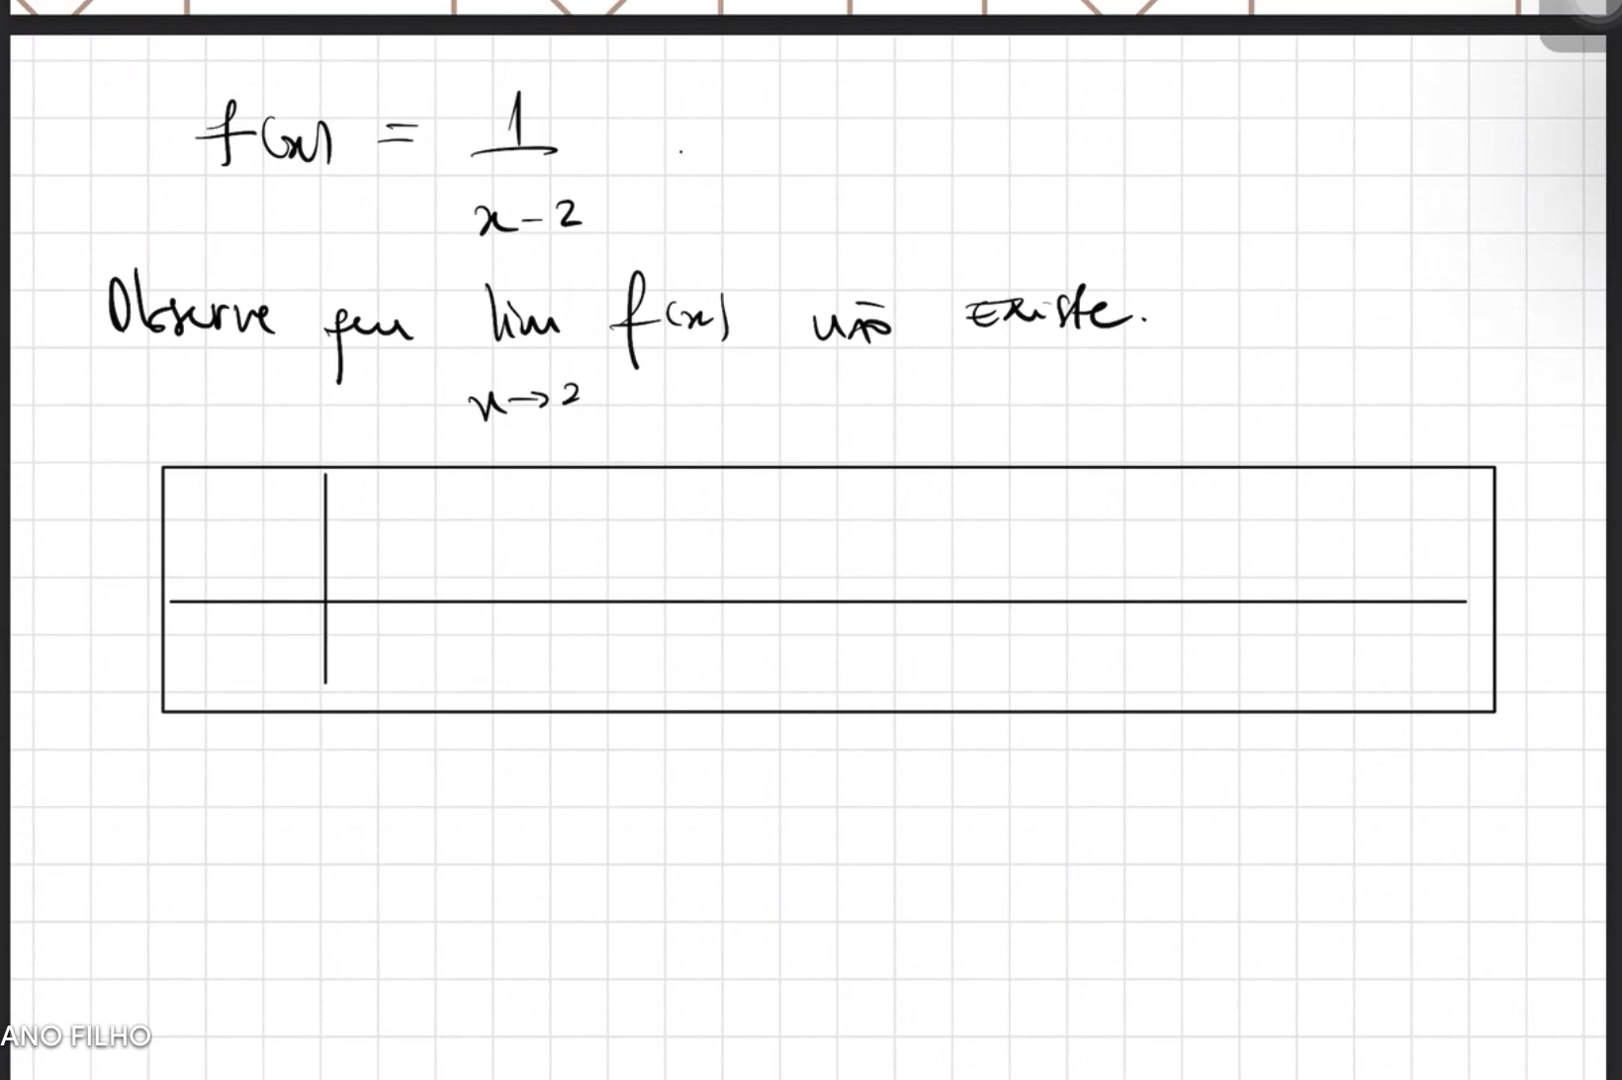 f(x) = 1
x - 2
Observe que lim f(x) não existe.
x → 2
ANO FILHO